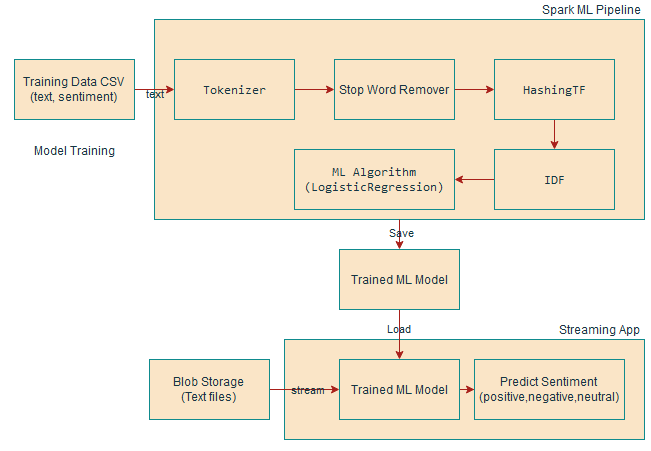 Spark ML Pipeline
Training Data CSV
(text, sentiment)
text
Tokenizer
Stop Word Remover
HashingTF
Model Training
ML Algorithm
(LogisticRegression)
IDF
Save
Trained ML Model
Load
Streaming App
Blob Storage
(Text files)
stream
Trained ML Model
Predict Sentiment
(positive,negative,neutral)